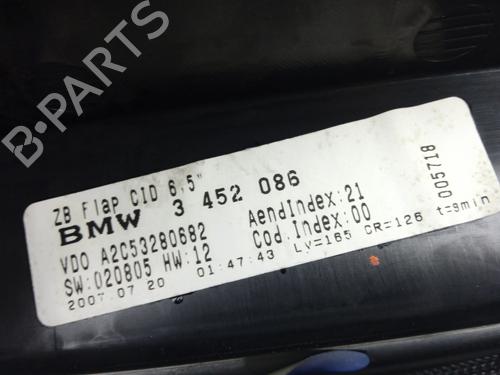 B-PARTS
ZB Flap CID 6,5"
BMW 3 452 086
VDO A2C53280682 AendIndex:21
SW:020805 HW:12 Cod Index:00
2007.07.20 01:47:43 Lv=165 CR=126 t=9min
005718